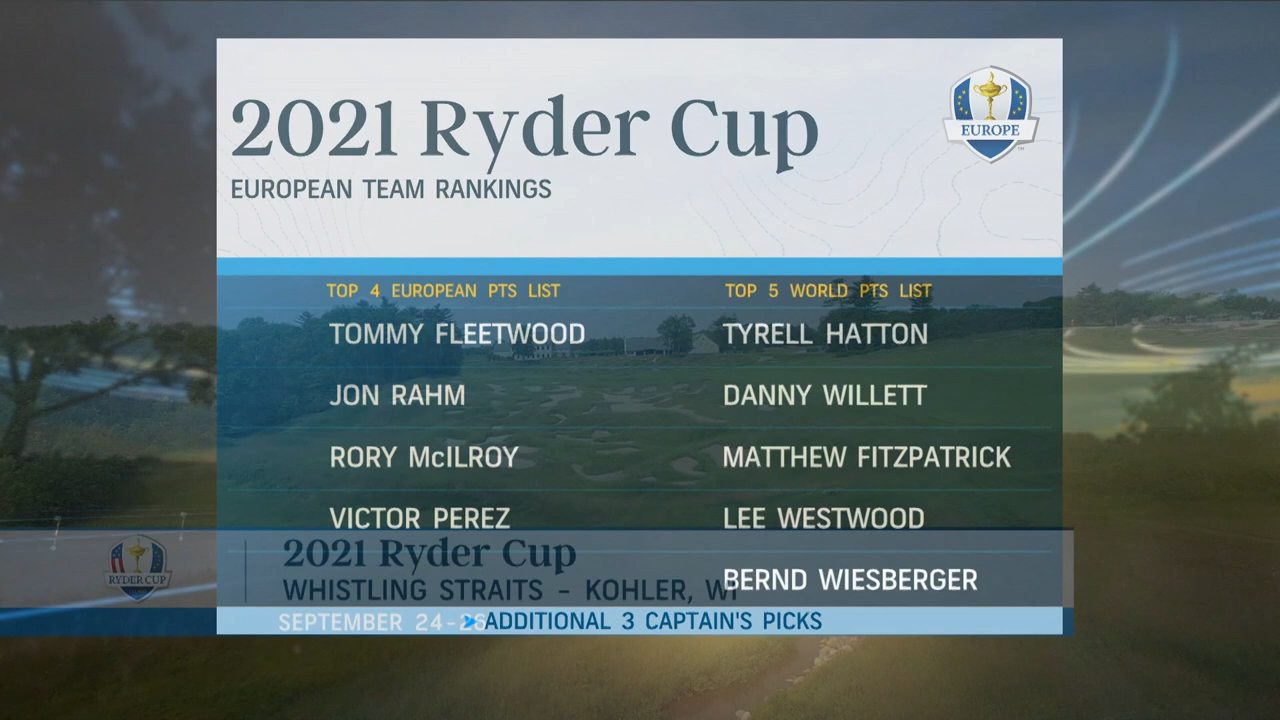 2021 Ryder Cup
EUROPE
™
EUROPEAN TEAM RANKINGS
TOP 4 EUROPEAN PTS LIST
TOMMY FLEETWOOD
JON RAHM
RORY McILROY
VICTOR PEREZ
TOP 5 WORLD PTS LIST
TYRELL HATTON
DANNY WILLETT
MATTHEW FITZPATRICK
LEE WESTWOOD
BERND WIESBERGER
RYDER CUP
2021 Ryder Cup
WHISTLING STRAITS - KOHLER, WI
SEPTEMBER 24-26
ADDITIONAL 3 CAPTAIN'S PICKS